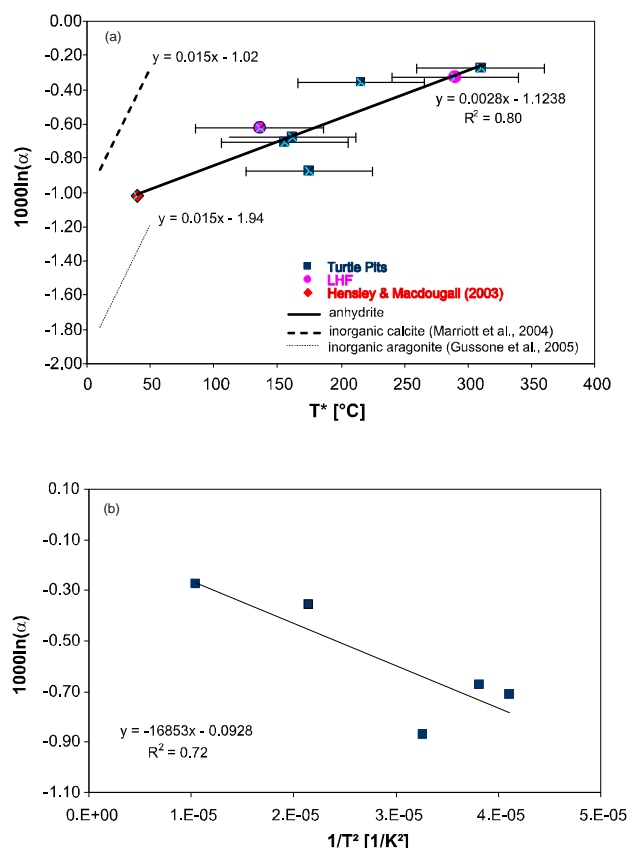 (a)
0.00
-0.20
-0.40
-0.60
-0.80
-1.00
-1.20
-1.40
-1.60
-1.80
-2.00
1000ln(α)
y = 0.015x - 1.02
y = 0.0028x - 1.1238
R² = 0.80
y = 0.015x - 1.94
Turtle Pits
LHF
Hensley & Macdougall (2003)
anhydrite
inorganic calcite (Marriott et al., 2004)
inorganic aragonite (Gussone et al., 2005)
0 50 100 150 200 250 300 350 400
T* [°C]
(b)
0.10
-0.10
-0.30
-0.50
-0.70
-0.90
-1.10
1000ln(α)
y = -16853x - 0.0928
R² = 0.72
0.E+00 1.E-05 2.E-05 3.E-05 4.E-05 5.E-05
1/T² [1/K²]